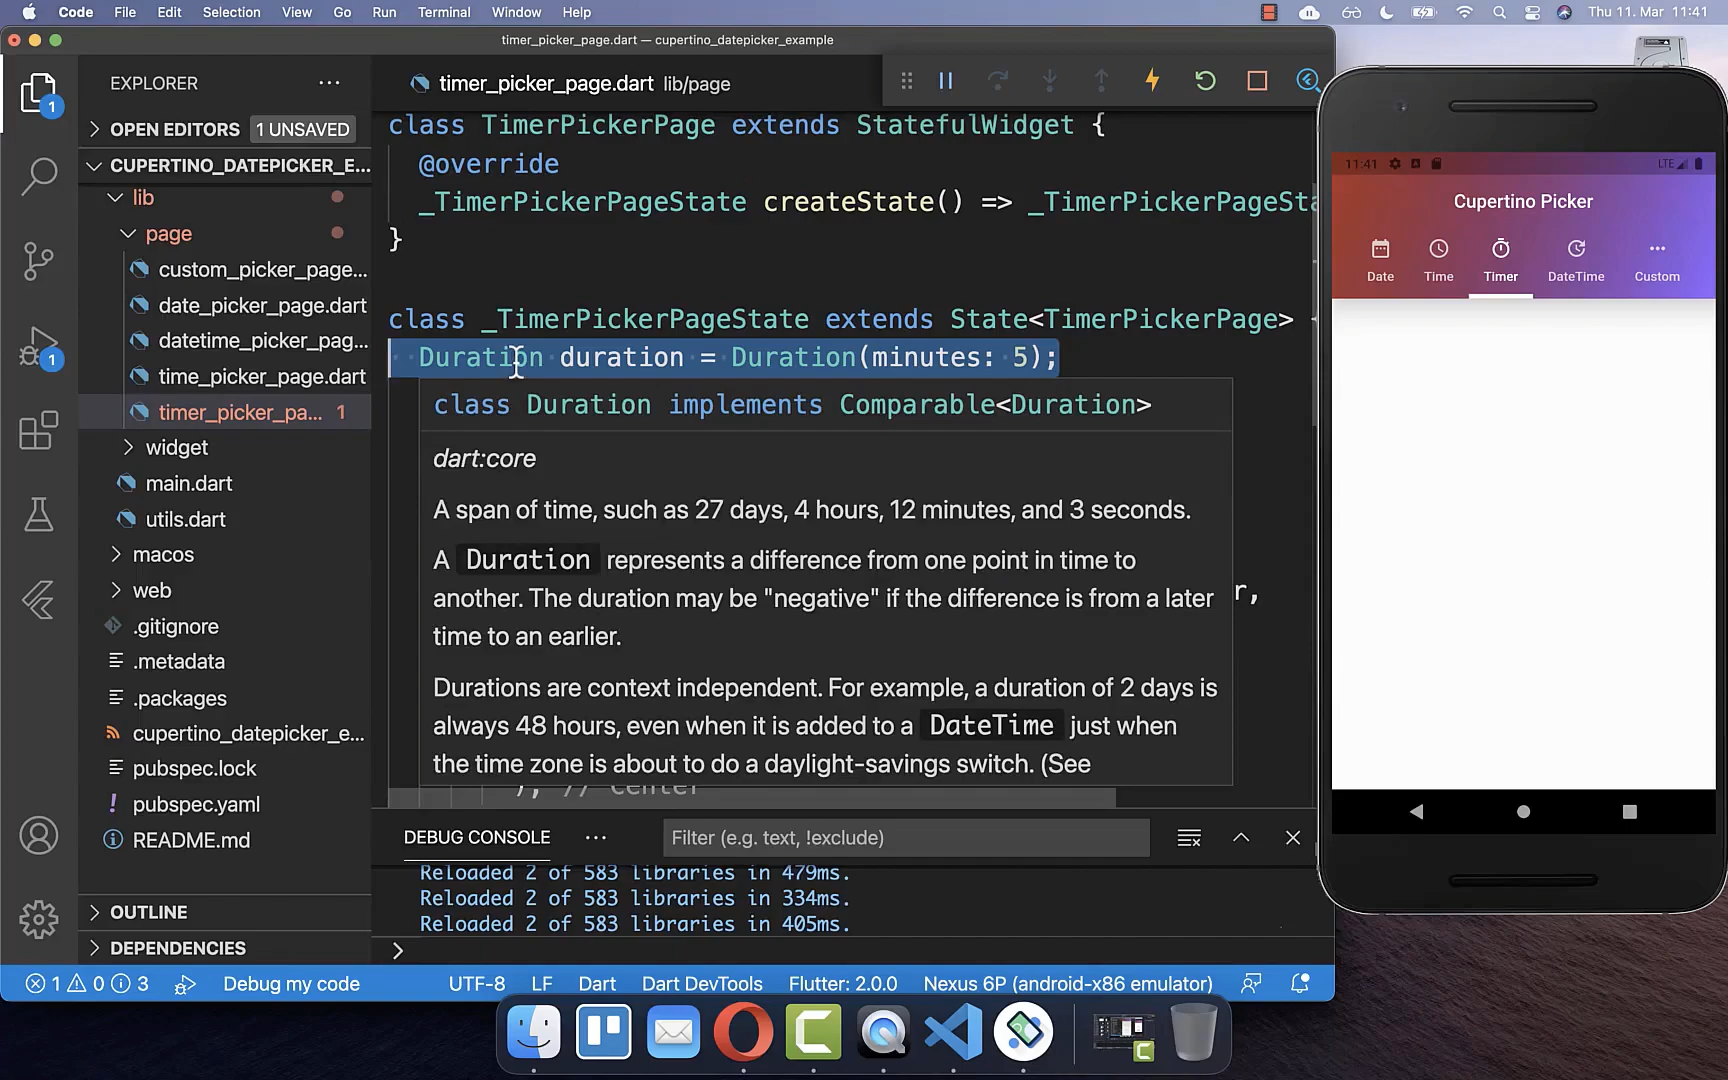 Code File Edit Selection View Go Run Terminal Window Help Thu 11. Mar 11:41
timer_picker_page.dart — cupertino_datepicker_example
EXPLORER
timer_picker_page.dart lib/page
OPEN EDITORS 1 UNSAVED
CUPERTINO_DATEPICKER_E...
lib
page
custom_picker_page...
date_picker_page.dart
datetime_picker_pag...
time_picker_page.dart
timer_picker_pa... 1
widget
main.dart
utils.dart
macos
web
.gitignore
.metadata
.packages
cupertino_datepicker_e...
pubspec.lock
pubspec.yaml
README.md
OUTLINE
DEPENDENCIES
1
1
class TimerPickerPage extends StatefulWidget {
@override
_TimerPickerPageState createState() => _TimerPickerPageSta
}
class _TimerPickerPageState extends State<TimerPickerPage>
Duration duration = Duration(minutes: 5);
class Duration implements Comparable<Duration>
dart:core
A span of time, such as 27 days, 4 hours, 12 minutes, and 3 seconds.
A Duration represents a difference from one point in time to
another. The duration may be "negative" if the difference is from a later
time to an earlier.
Durations are context independent. For example, a duration of 2 days is
always 48 hours, even when it is added to a DateTime just when
the time zone is about to do a daylight-savings switch. (See
r,
), // Center
DEBUG CONSOLE
Filter (e.g. text, !exclude)
Reloaded 2 of 583 libraries in 479ms.
Reloaded 2 of 583 libraries in 334ms.
Reloaded 2 of 583 libraries in 405ms.
1 0 3 Debug my code UTF-8 LF Dart Dart DevTools Flutter: 2.0.0 Nexus 6P (android-x86 emulator)
11:41 LTE
Cupertino Picker
Date Time Timer DateTime Custom